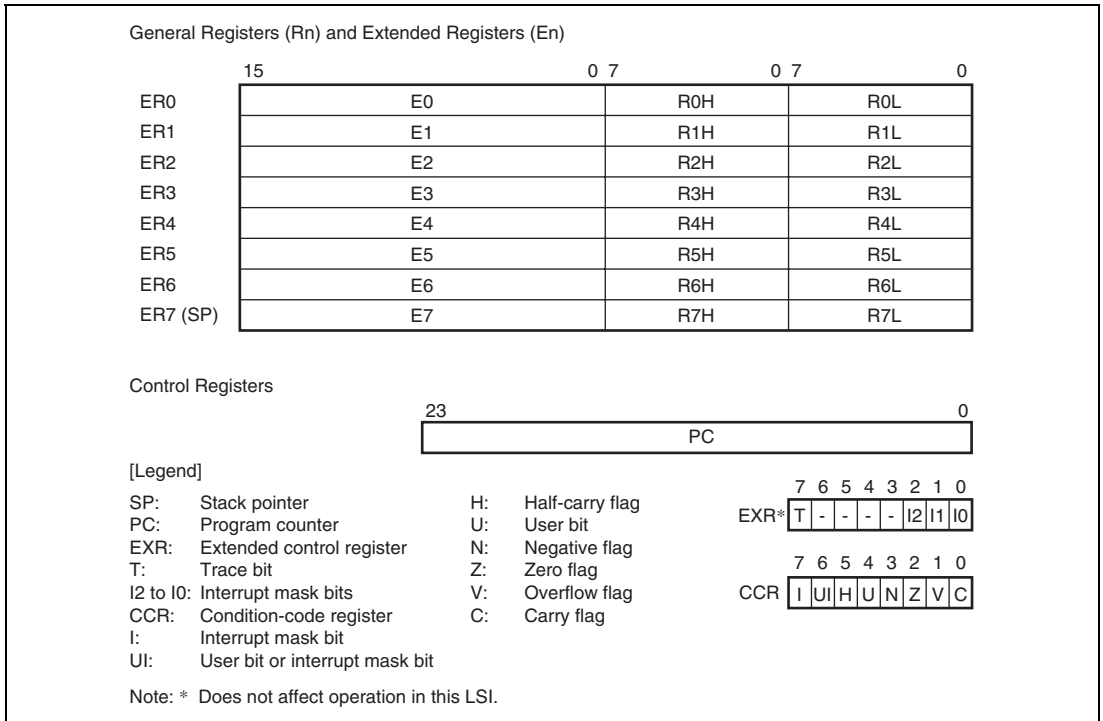 General Registers (Rn) and Extended Registers (En)
15 0 7 0 7 0
ER0 E0 R0H R0L
ER1 E1 R1H R1L
ER2 E2 R2H R2L
ER3 E3 R3H R3L
ER4 E4 R4H R4L
ER5 E5 R5H R5L
ER6 E6 R6H R6L
ER7 (SP) E7 R7H R7L
Control Registers
23 0
PC
[Legend]
SP: Stack pointer
PC: Program counter
EXR: Extended control register
T: Trace bit
I2 to I0: Interrupt mask bits
CCR: Condition-code register
I: Interrupt mask bit
UI: User bit or interrupt mask bit
H: Half-carry flag
U: User bit
N: Negative flag
Z: Zero flag
V: Overflow flag
C: Carry flag
7 6 5 4 3 2 1 0
EXR* T - - - - I2 I1 I0
7 6 5 4 3 2 1 0
CCR I UI H U N Z V C
Note: * Does not affect operation in this LSI.